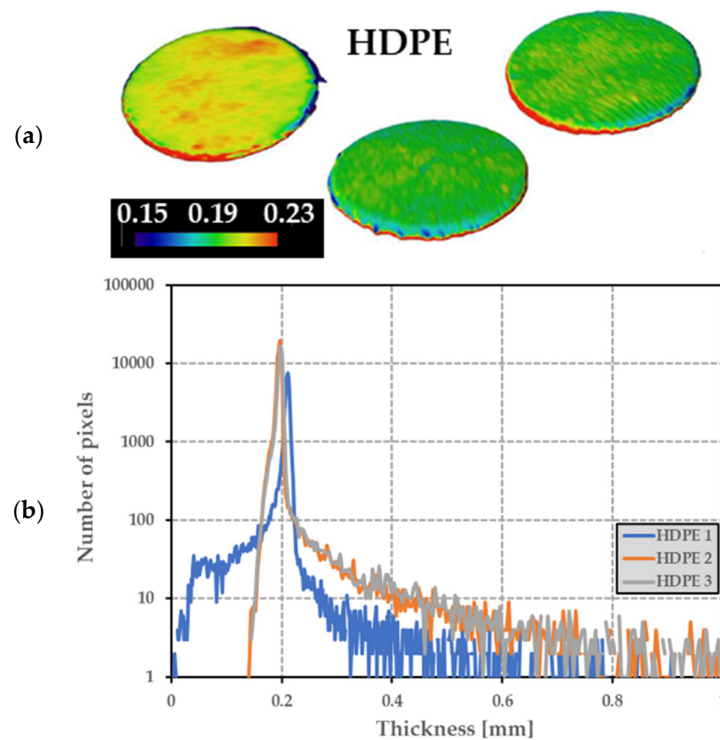 HDPE
(a)
0.15 0.19 0.23
(b)
Number of pixels
100000
10000
1000
100
10
1
HDPE 1
HDPE 2
HDPE 3
0 0.2 0.4 0.6 0.8 1
Thickness [mm]